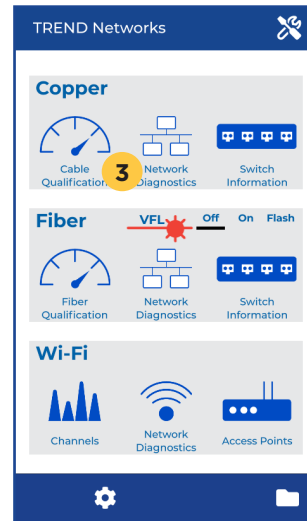 TREND Networks
Copper
3
Cable
Qualification
Network
Diagnostics
Switch
Information
Fiber
VFL
Off
On
Flash
Fiber
Qualification
Network
Diagnostics
Switch
Information
Wi-Fi
Channels
Network
Diagnostics
Access Points